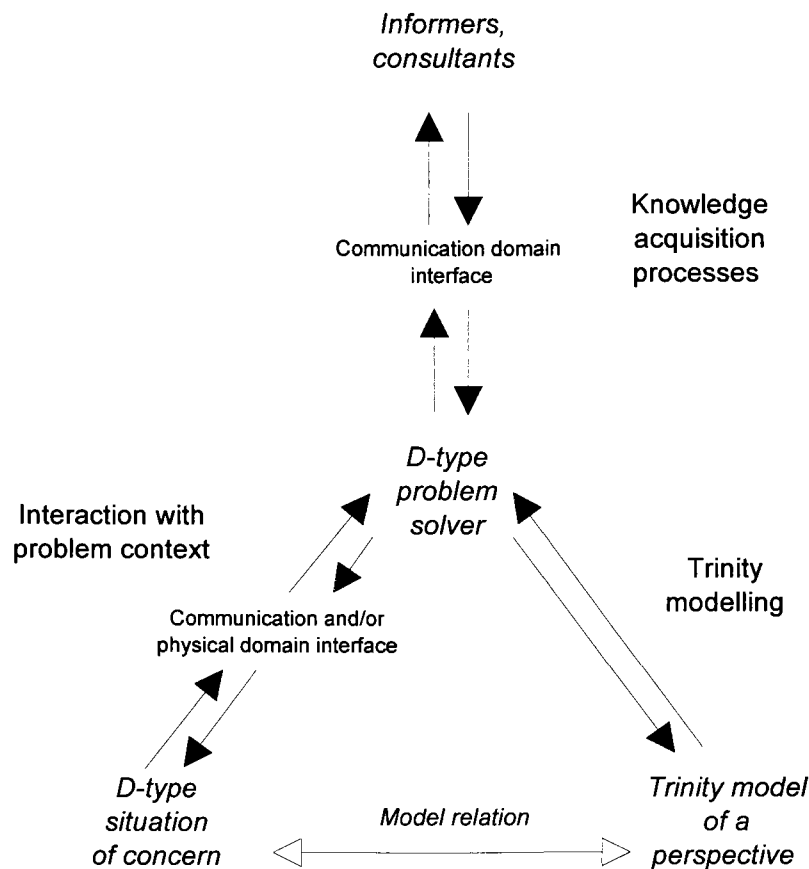 Informers,
consultants
Knowledge
acquisition
processes
Communication domain
interface
D-type
problem
solver
Interaction with
problem context
Trinity
modelling
Communication and/or
physical domain interface
D-type
situation
of concern
Model relation
Trinity model
of a
perspective